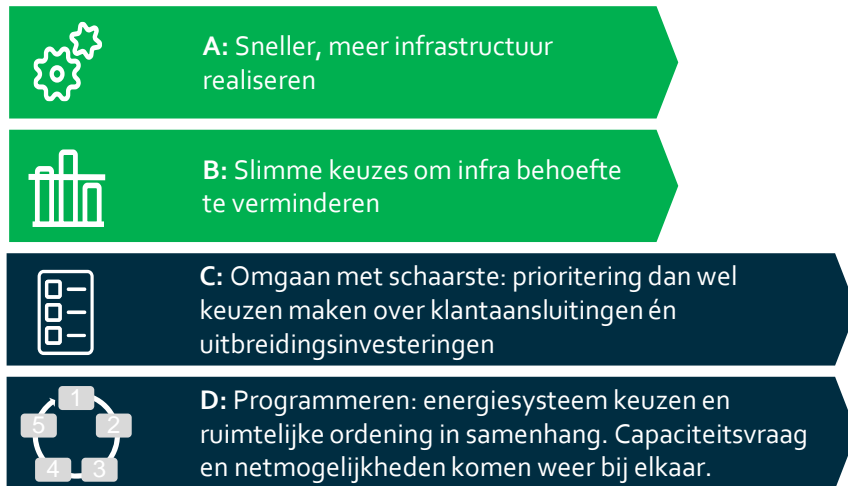 A: Sneller, meer infrastructuur
realiseren
B: Slimme keuzes om infra behoefte
te verminderen
C: Omgaan met schaarste: prioritering dan wel
keuzen maken over klantaansluitingen én
uitbreidingsinvesteringen
1
5 2
4 3
D: Programmeren: energiesysteem keuzen en
ruimtelijke ordening in samenhang. Capaciteitsvraag
en netmogelijkheden komen weer bij elkaar.